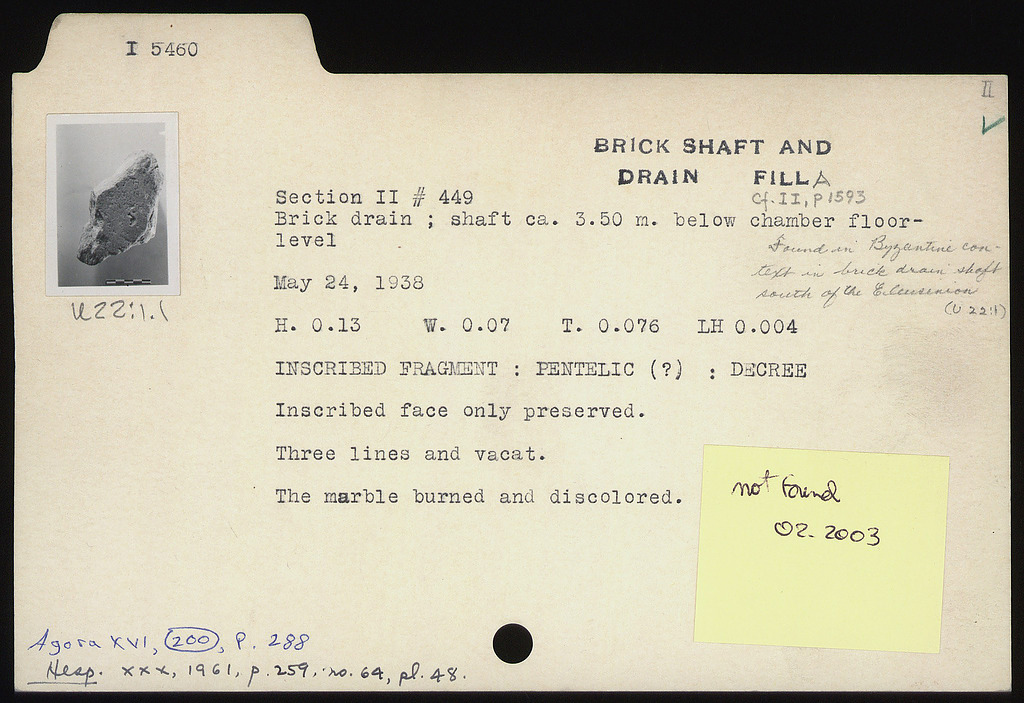 I 5460
II
BRICK SHAFT AND
DRAIN FILL A
Cf. II, p 1593
Section II # 449
Brick drain ; shaft ca. 3.50 m. below chamber floor-
level
Found in Byzantine con-
text in brick drain shaft
south of the Eleusinion
(U 22:1)
May 24, 1938
U22:1.1
H. 0.13 W. 0.07 T. 0.076 LH 0.004
INSCRIBED FRAGMENT : PENTELIC (?) : DECREE
Inscribed face only preserved.
Three lines and vacat.
The marble burned and discolored.
not found
02. 2003
Agora XVI, 200, P. 288
Hesp. XXX, 1961, p. 259, no. 64, pl. 48.